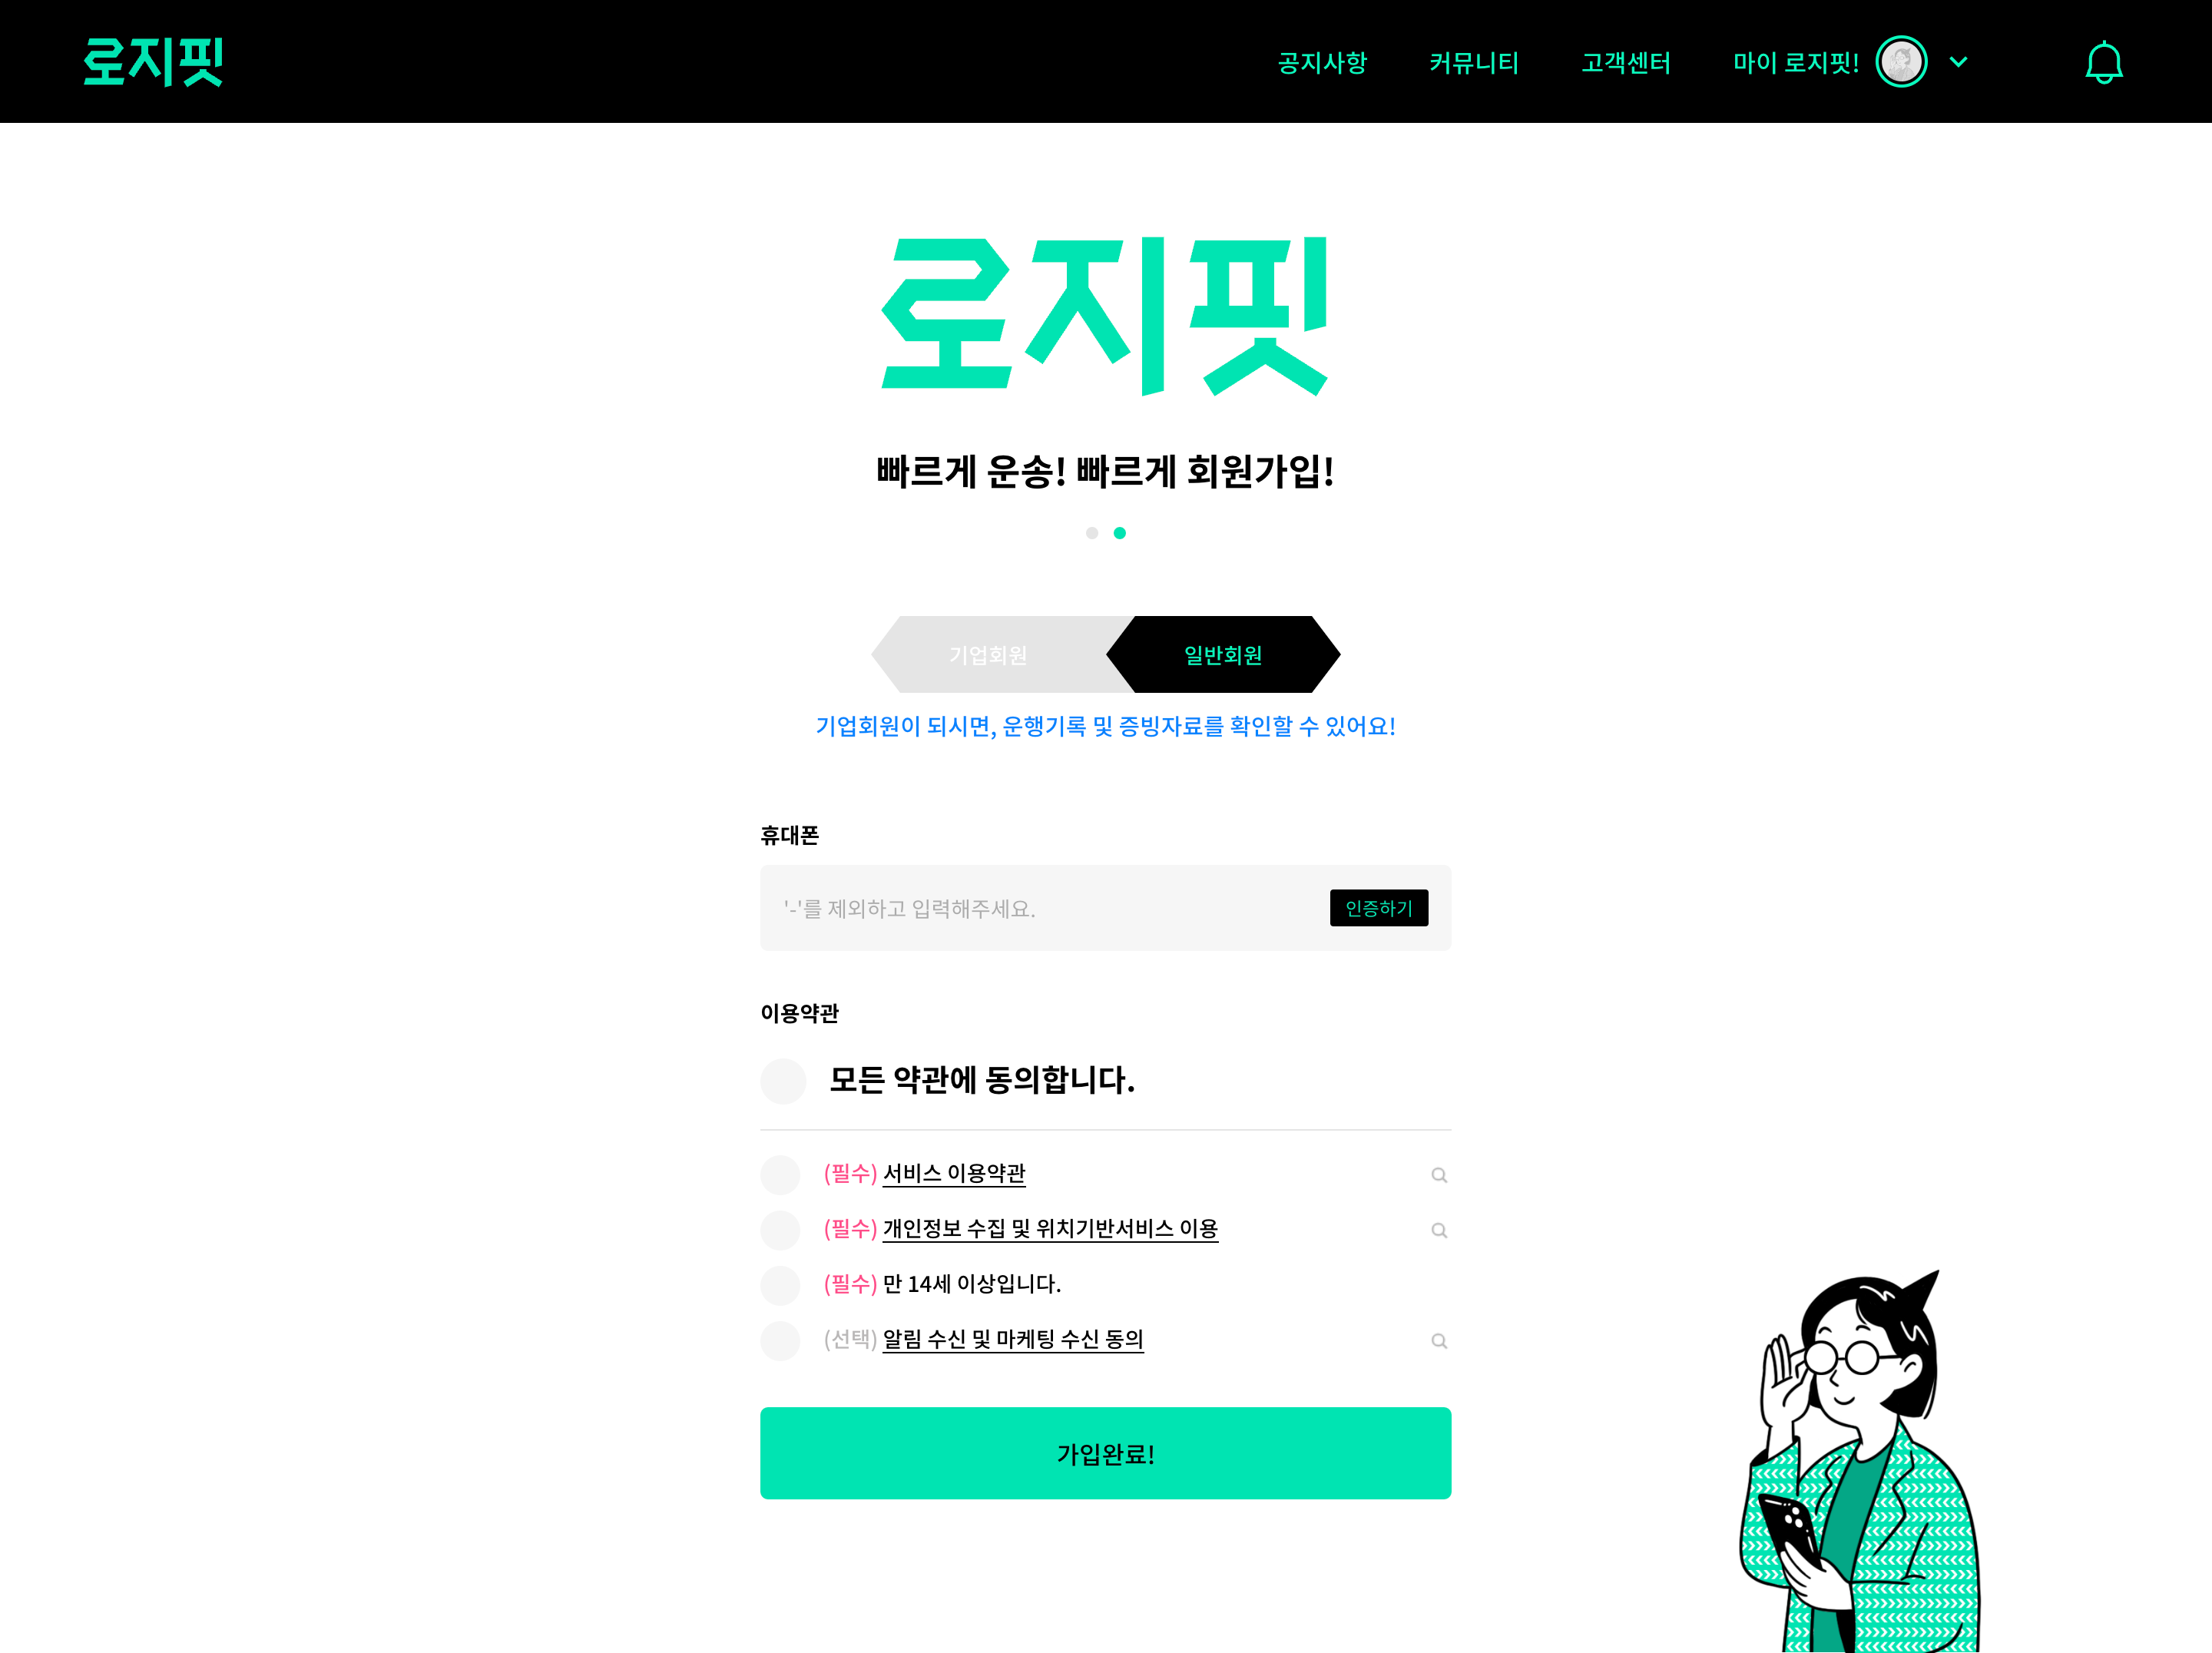 로지핏
공지사항 커뮤니티 고객센터 마이 로지핏!
로지핏
빠르게 운송! 빠르게 회원가입!
기업회원 일반회원
기업회원이 되시면, 운행기록 및 증빙자료를 확인할 수 있어요!
휴대폰
'-'를 제외하고 입력해주세요. 인증하기
이용약관
모든 약관에 동의합니다.
(필수) 서비스 이용약관
(필수) 개인정보 수집 및 위치기반서비스 이용
(필수) 만 14세 이상입니다.
(선택) 알림 수신 및 마케팅 수신 동의
가입완료!